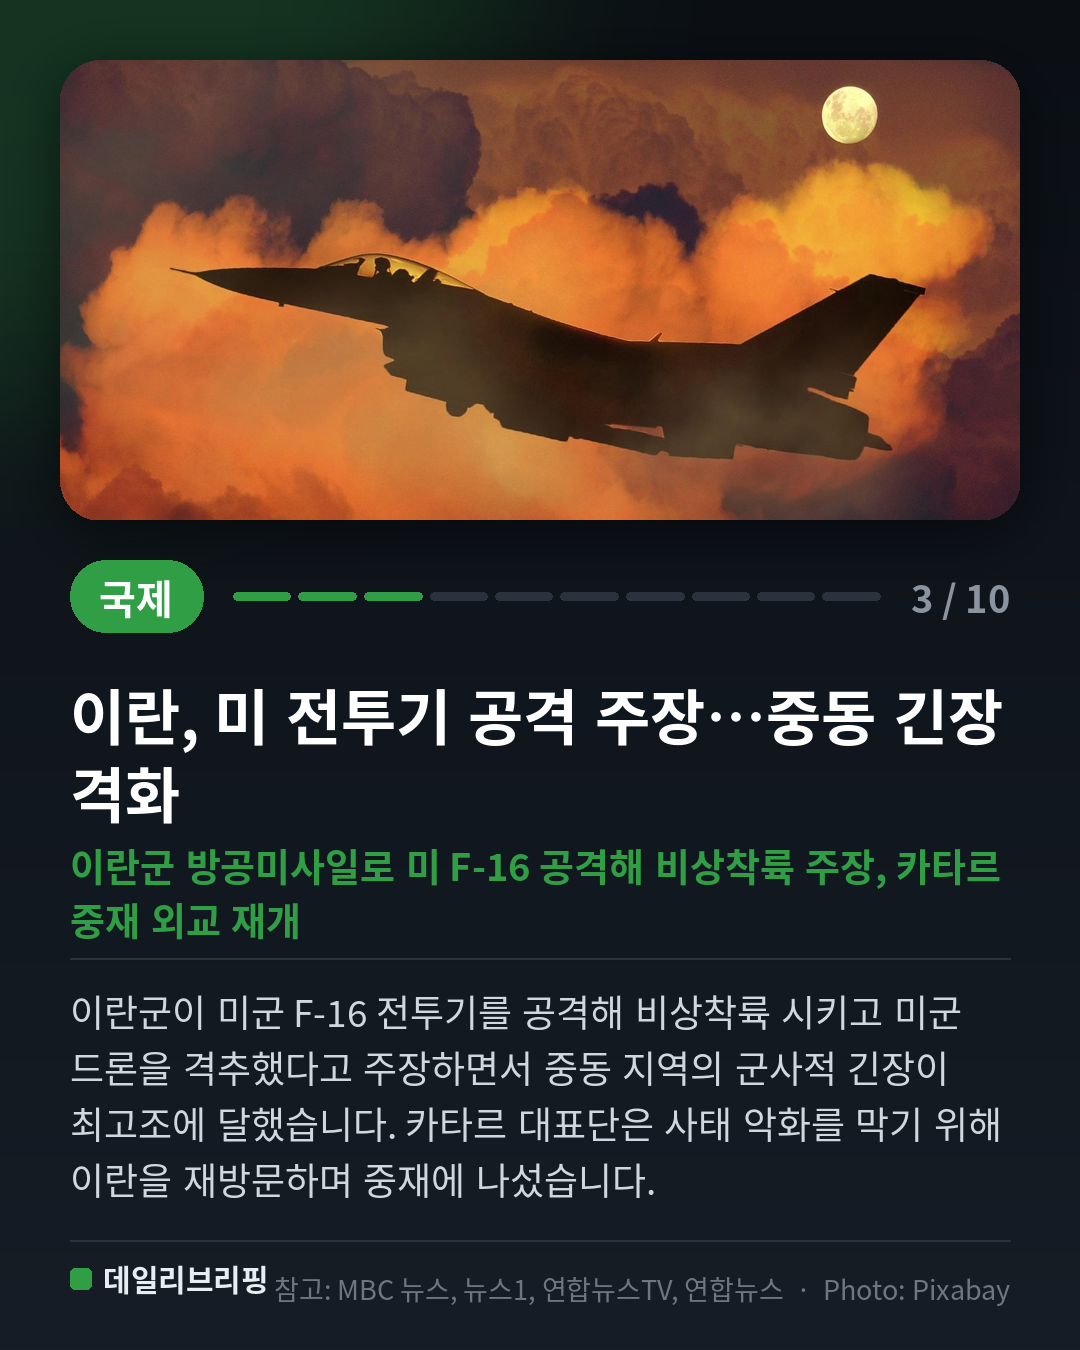 국제
3 / 10
이란, 미 전투기 공격 주장…중동 긴장
격화
이란군 방공미사일로 미 F-16 공격해 비상착륙 주장, 카타르
중재 외교 재개
이란군이 미군 F-16 전투기를 공격해 비상착륙 시키고 미군
드론을 격추했다고 주장하면서 중동 지역의 군사적 긴장이
최고조에 달했습니다. 카타르 대표단은 사태 악화를 막기 위해
이란을 재방문하며 중재에 나섰습니다.
데일리브리핑 참고: MBC 뉴스, 뉴스1, 연합뉴스TV, 연합뉴스 · Photo: Pixabay